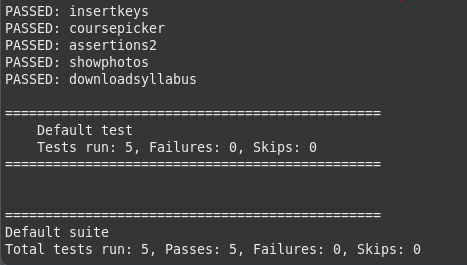 PASSED: insertkeys
PASSED: coursepicker
PASSED: assertions2
PASSED: showphotos
PASSED: downloadsyllabus
===============================================
    Default test
    Tests run: 5, Failures: 0, Skips: 0
===============================================
===============================================
Default suite
Total tests run: 5, Passes: 5, Failures: 0, Skips: 0